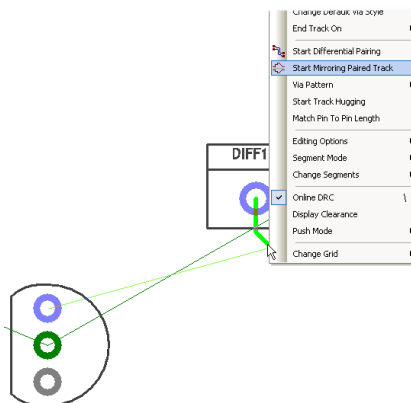 Change Default Via Style
End Track On
Start Differential Pairing
Start Mirroring Paired Track
Via Pattern
Start Track Hugging
Match Pin To Pin Length
DIFF1
Editing Options
Segment Mode
Change Segments
Online DRC \
Display Clearance
Push Mode
Change Grid